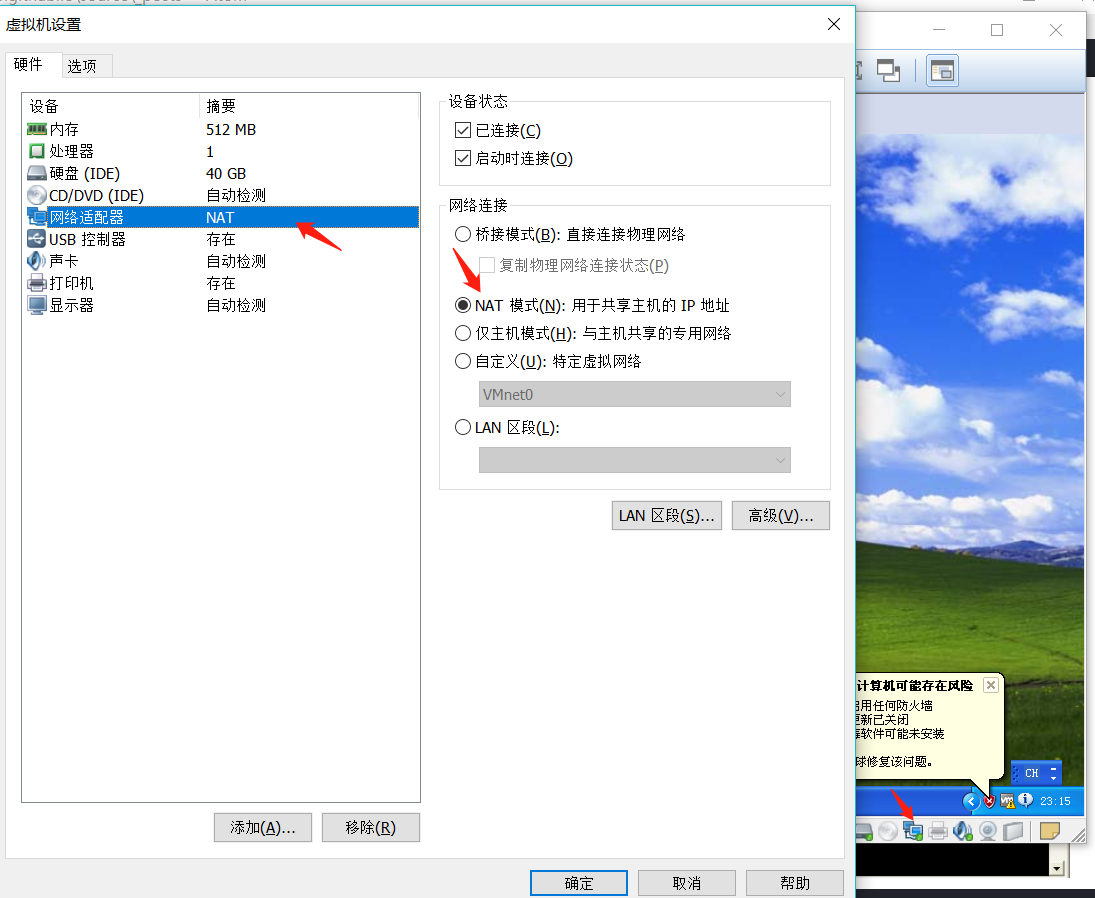 虚拟机设置
硬件 选项
设备 摘要
内存 512 MB
处理器 1
硬盘 (IDE) 40 GB
CD/DVD (IDE) 自动检测
网络适配器 NAT
USB 控制器 存在
声卡 自动检测
打印机 存在
显示器 自动检测
添加(A)...
移除(R)
设备状态
已连接(C)
启动时连接(O)
网络连接
桥接模式(B): 直接连接物理网络
复制物理网络连接状态(P)
NAT 模式(N): 用于共享主机的 IP 地址
仅主机模式(H): 与主机共享的专用网络
自定义(U): 特定虚拟网络
VMnet0
LAN 区段(L):
LAN 区段(S)...
高级(V)...
确定
取消
帮助
计算机可能存在风险
用任何防火墙
新已关闭
软件可能未安装
球修复该问题。
CH
23:15